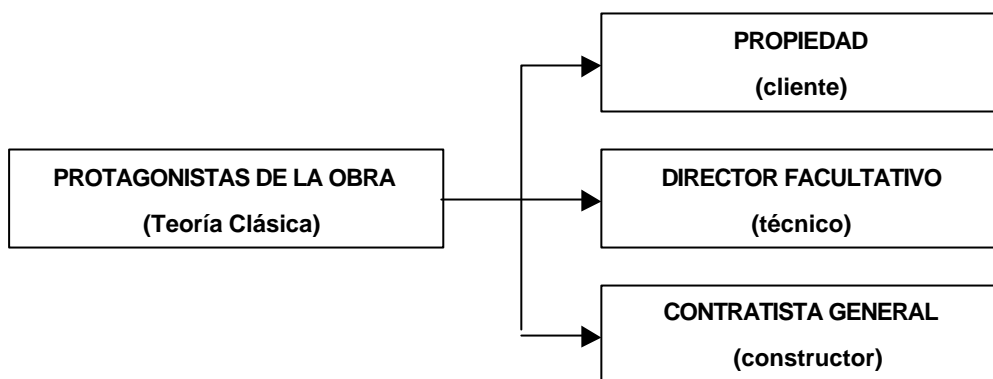 PROPIEDAD
(cliente)
PROTAGONISTAS DE LA OBRA
(Teoría Clásica)
DIRECTOR FACULTATIVO
(técnico)
CONTRATISTA GENERAL
(constructor)